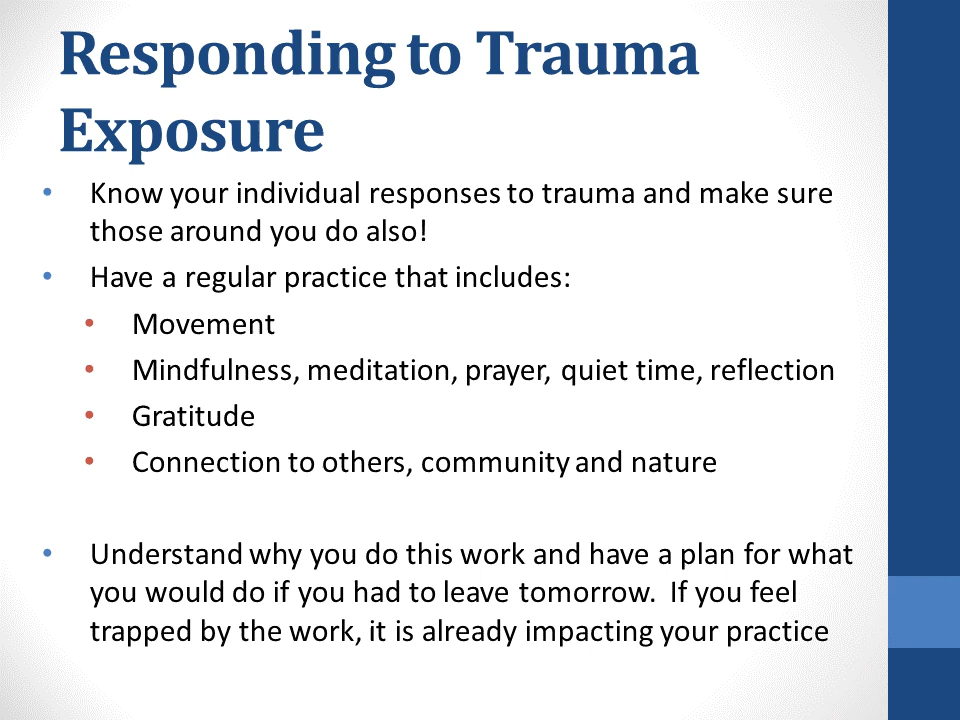 Responding to Trauma
Exposure
• Know your individual responses to trauma and make sure
those around you do also!
• Have a regular practice that includes:
• Movement
• Mindfulness, meditation, prayer, quiet time, reflection
• Gratitude
• Connection to others, community and nature
• Understand why you do this work and have a plan for what
you would do if you had to leave tomorrow.  If you feel
trapped by the work, it is already impacting your practice